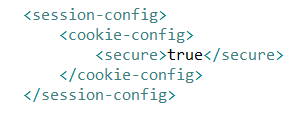 <session-config>
<cookie-config>
<secure>true</secure>
</cookie-config>
</session-config>